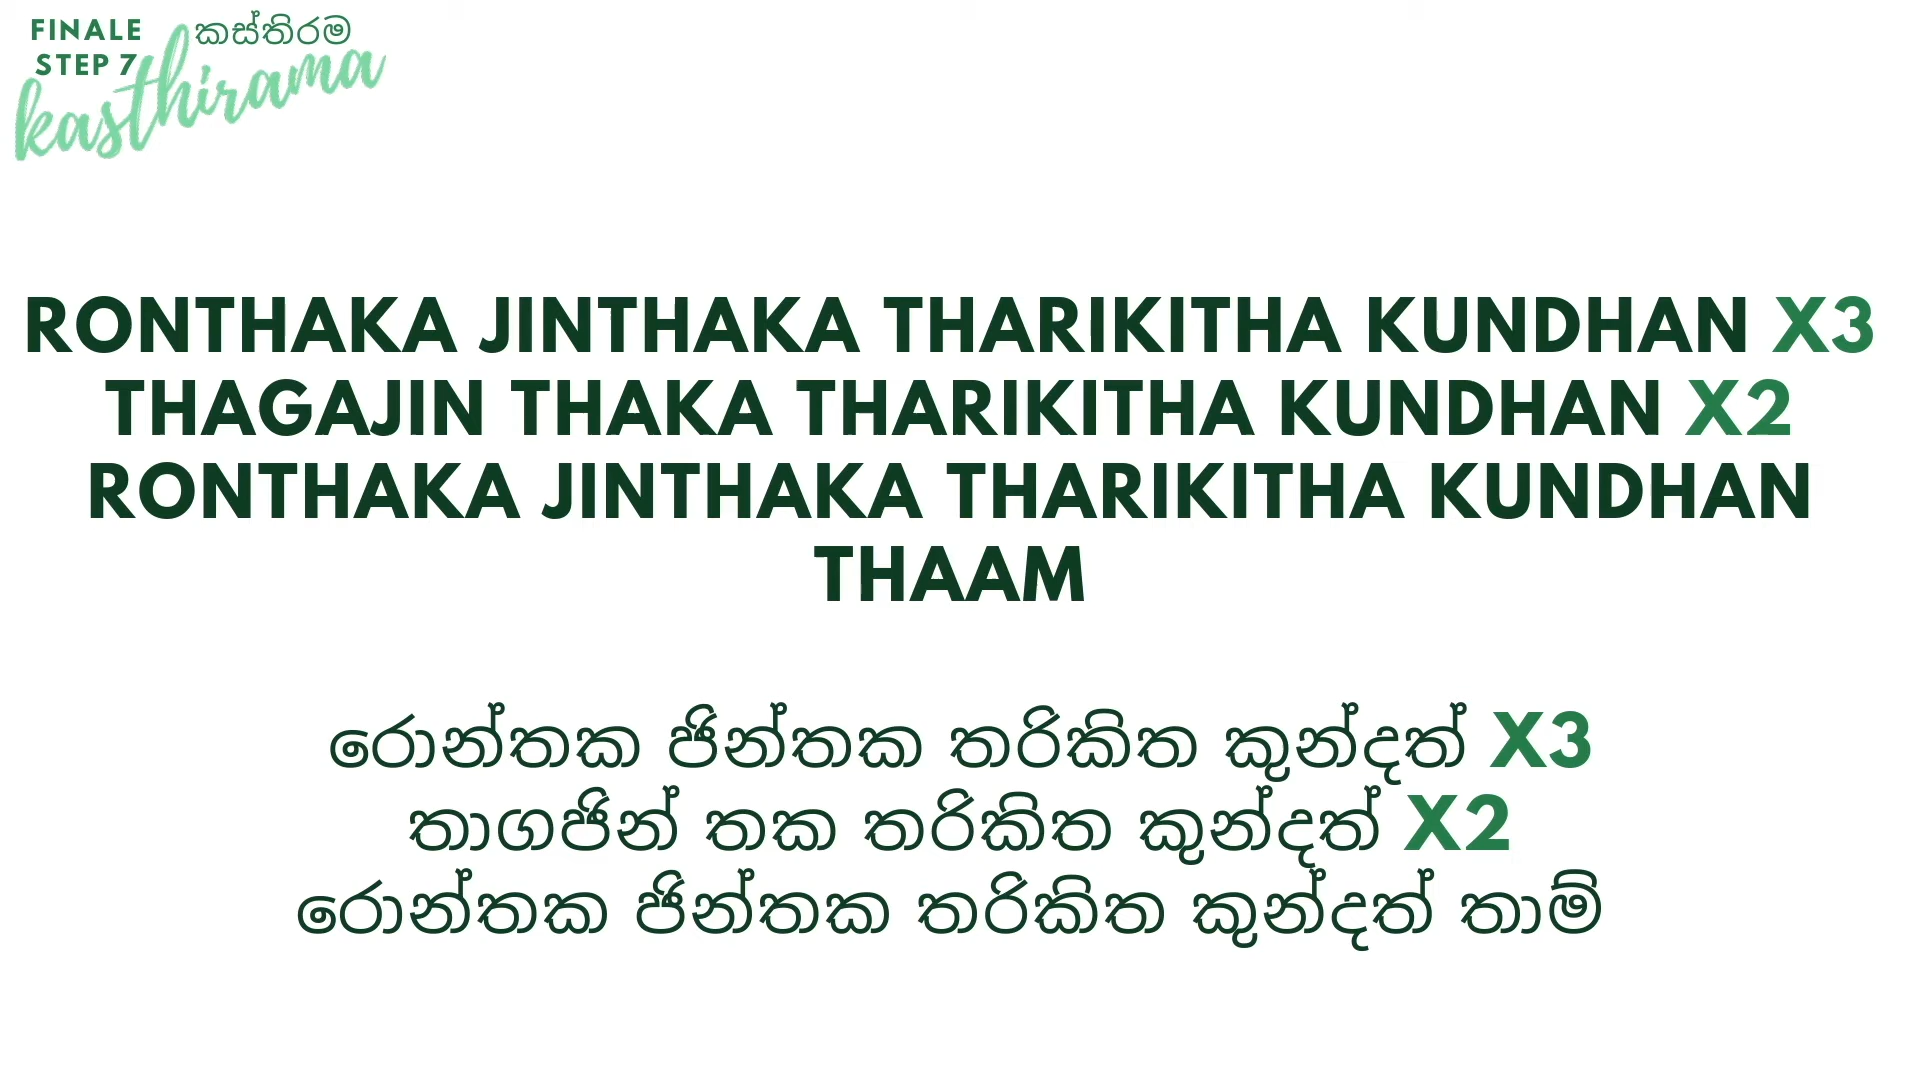 FINALE
STEP 7
කස්තිරම
kasthirama
RONTHAKA JINTHAKA THARIKITHA KUNDHAN X3
THAGAJIN THAKA THARIKITHA KUNDHAN X2
RONTHAKA JINTHAKA THARIKITHA KUNDHAN
THAAM
රොන්තක ජින්තක තරිකිත කුන්දත් X3
තාගජින් තක තරිකිත කුන්දත් X2
රොන්තක ජින්තක තරිකිත කුන්දත් තාම්